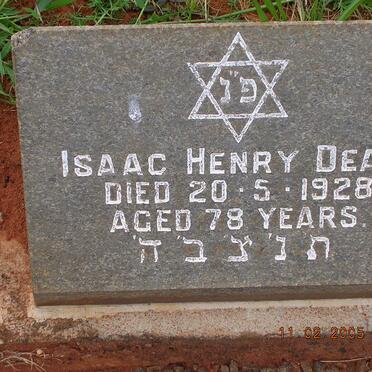 פ״נ
ISAAC HENRY DEA
DIED 20·5·1928
AGED 78 YEARS.
ת׳ נ׳ צ׳ ב׳ ה׳
11 02 2005